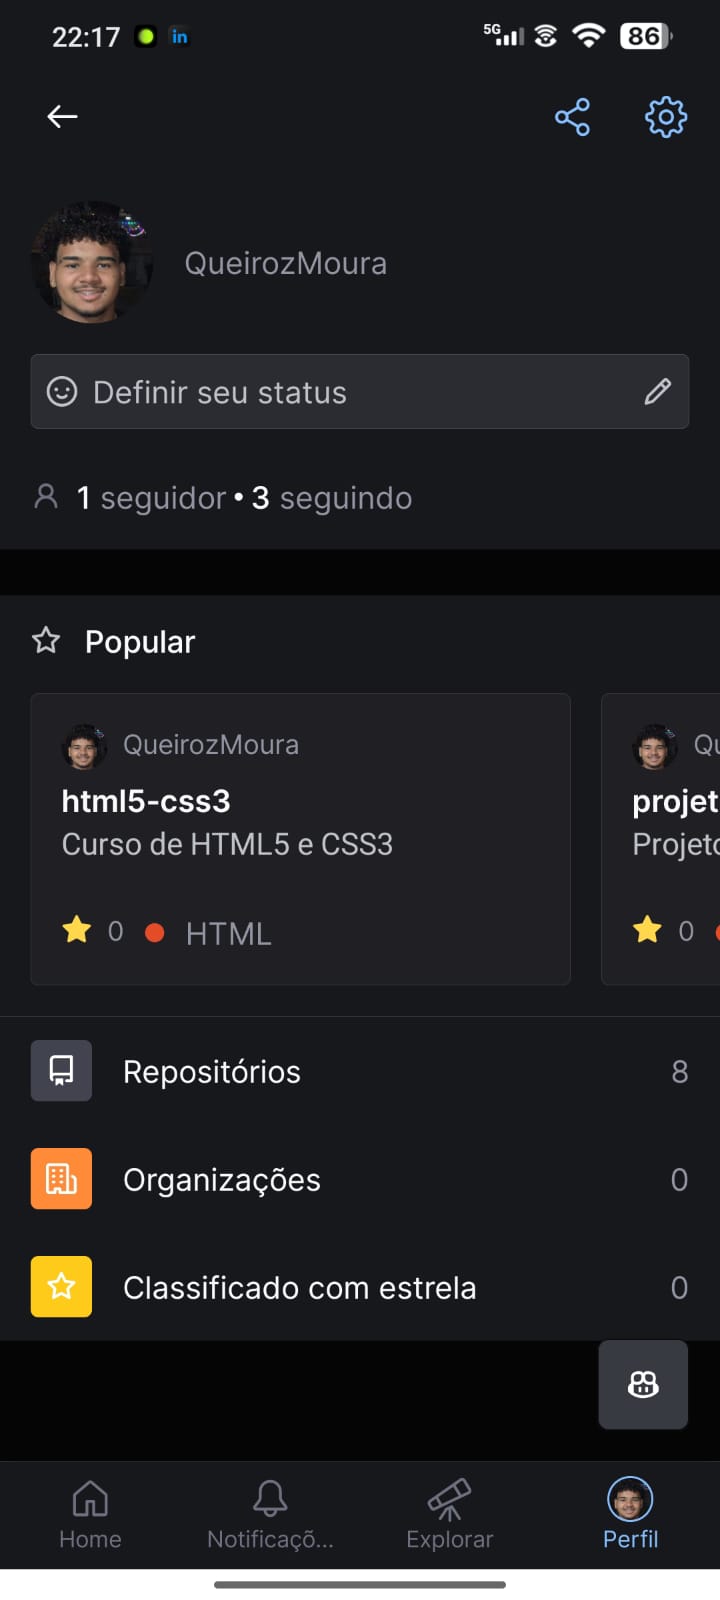 22:17 in 5G 86
QueirozMoura
Definir seu status
1 seguidor • 3 seguindo
Popular
QueirozMoura
html5-css3
Curso de HTML5 e CSS3
0 HTML
Qu
projet
Projeto
0
Repositórios 8
Organizações 0
Classificado com estrela 0
Home Notificaçõ... Explorar Perfil